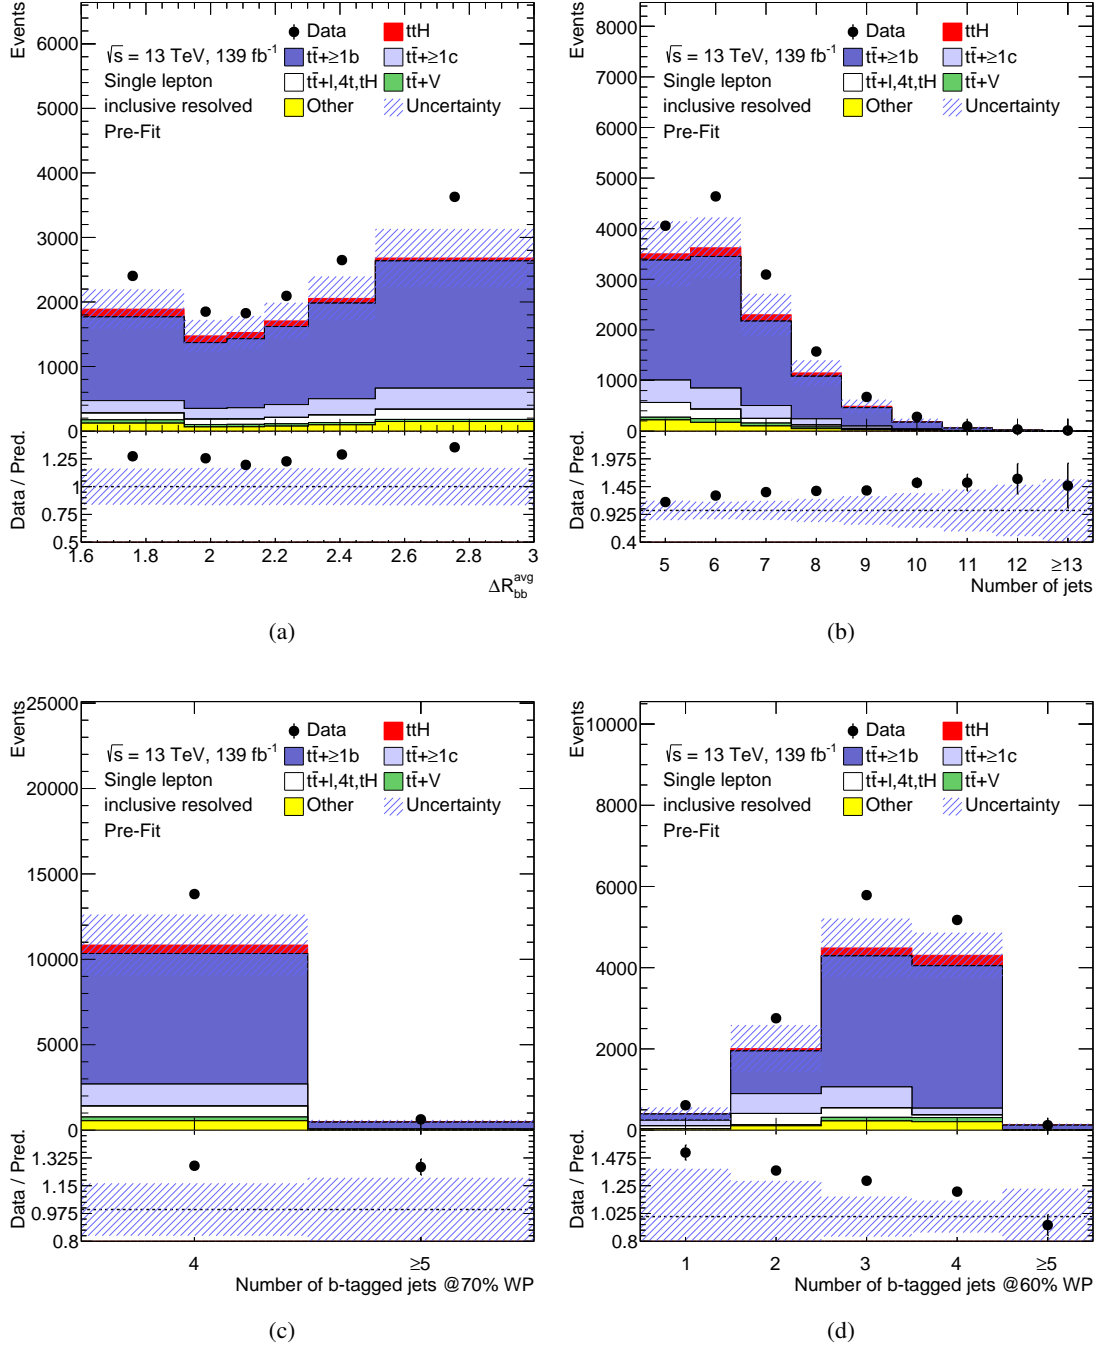 Events
6000
5000
4000
3000
2000
1000
0
Data
ttH
√s = 13 TeV, 139 fb⁻¹
tt̄+≥1b
tt̄+≥1c
Single lepton
tt̄+l,4t,tH
tt̄+V
inclusive resolved
Other
Uncertainty
Pre-Fit
Data / Pred.
1.25
1
0.75
0.5
1.6 1.8 2 2.2 2.4 2.6 2.8 3
ΔR_bb^avg
(a)
Events
8000
7000
6000
5000
4000
3000
2000
1000
0
Data
ttH
√s = 13 TeV, 139 fb⁻¹
tt̄+≥1b
tt̄+≥1c
Single lepton
tt̄+l,4t,tH
tt̄+V
inclusive resolved
Other
Uncertainty
Pre-Fit
Data / Pred.
1.975
1.45
0.925
0.4
5 6 7 8 9 10 11 12 ≥13
Number of jets
(b)
Events
25000
20000
15000
10000
5000
0
Data
ttH
√s = 13 TeV, 139 fb⁻¹
tt̄+≥1b
tt̄+≥1c
Single lepton
tt̄+l,4t,tH
tt̄+V
inclusive resolved
Other
Uncertainty
Pre-Fit
Data / Pred.
1.325
1.15
0.975
0.8
4 ≥5
Number of b-tagged jets @70% WP
(c)
Events
10000
8000
6000
4000
2000
0
Data
ttH
√s = 13 TeV, 139 fb⁻¹
tt̄+≥1b
tt̄+≥1c
Single lepton
tt̄+l,4t,tH
tt̄+V
inclusive resolved
Other
Uncertainty
Pre-Fit
Data / Pred.
1.475
1.25
1.025
0.8
1 2 3 4 ≥5
Number of b-tagged jets @60% WP
(d)